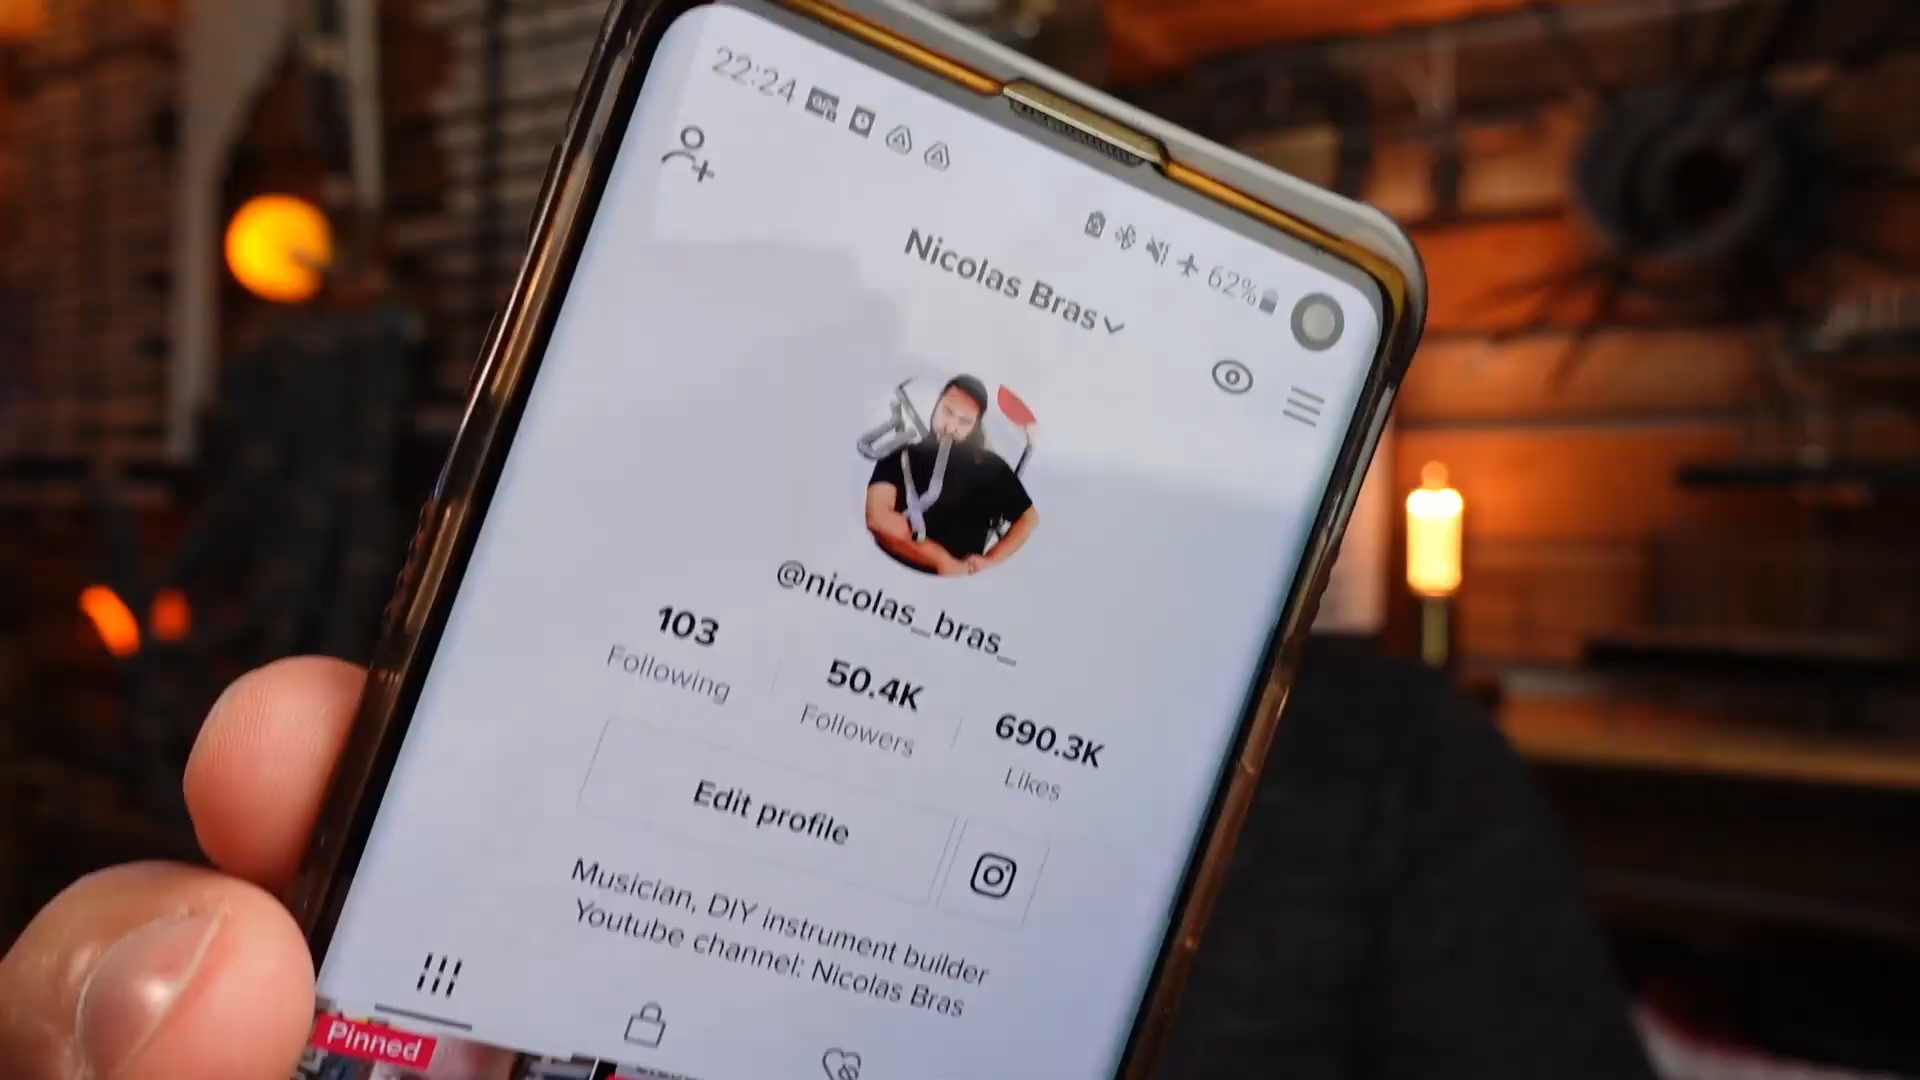 22:24
62%
Nicolas Bras
@nicolas_bras_
103
Following
50.4K
Followers
690.3K
Likes
Edit profile
Musician, DIY instrument builder
Youtube channel: Nicolas Bras
Pinned